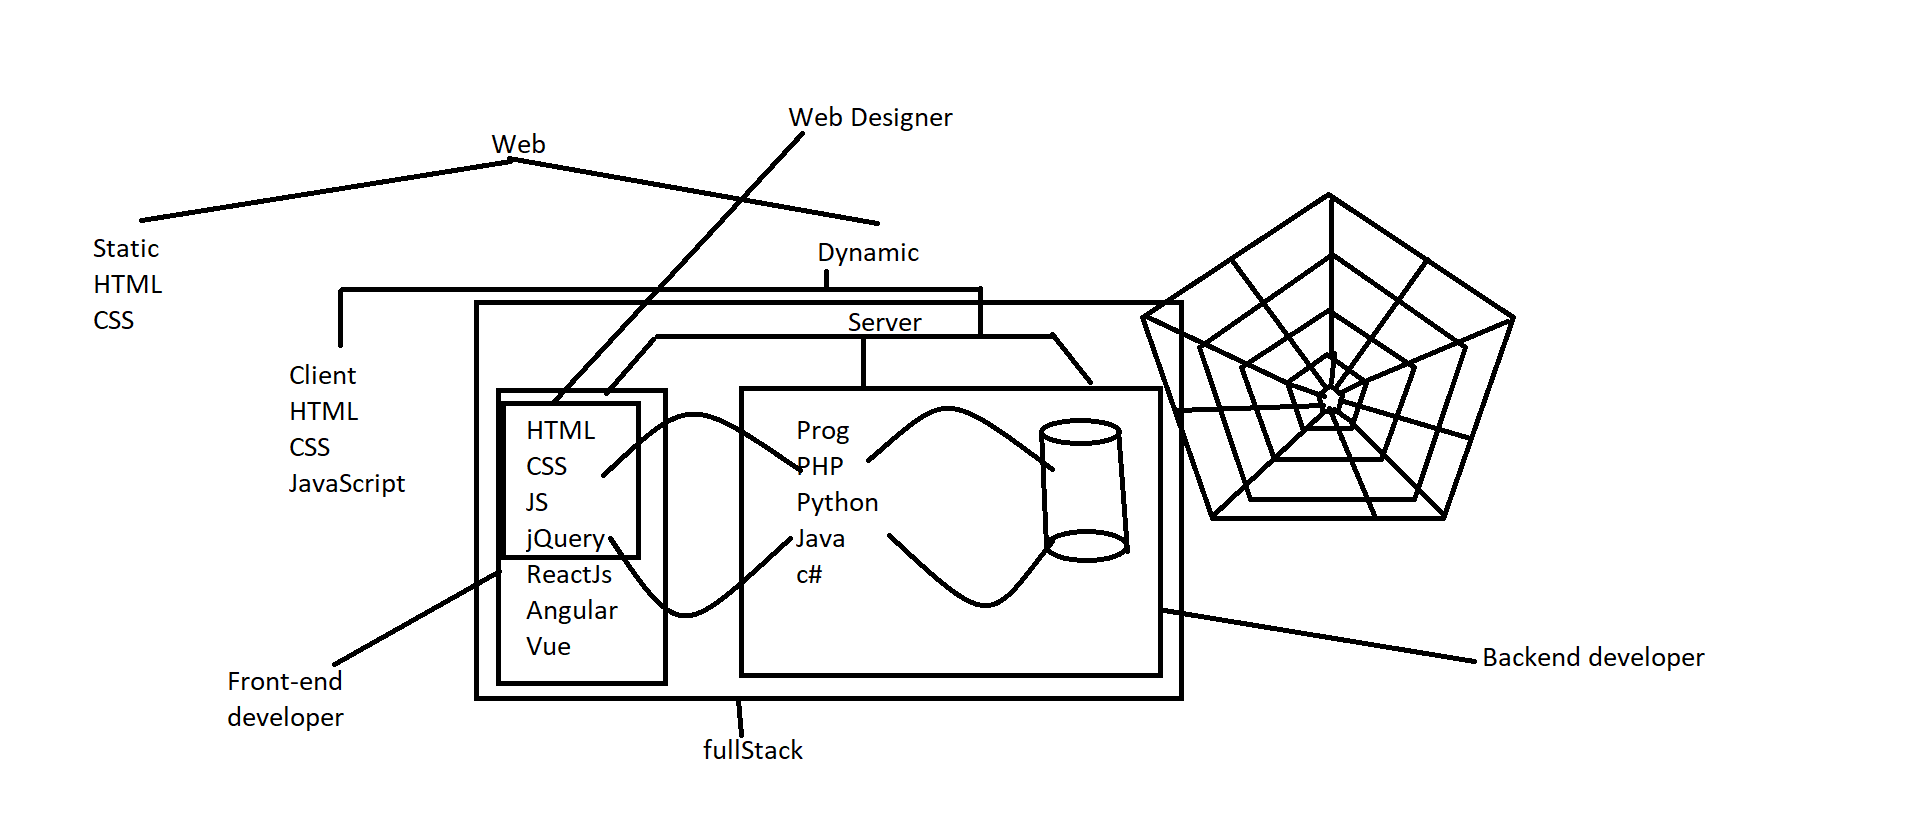 Web Designer
Web
Static
HTML
CSS
Dynamic
Client
HTML
CSS
JavaScript
Server
HTML
CSS
JS
jQuery
ReactJs
Angular
Vue
Prog
PHP
Python
Java
c#
Front-end
developer
Backend developer
fullStack